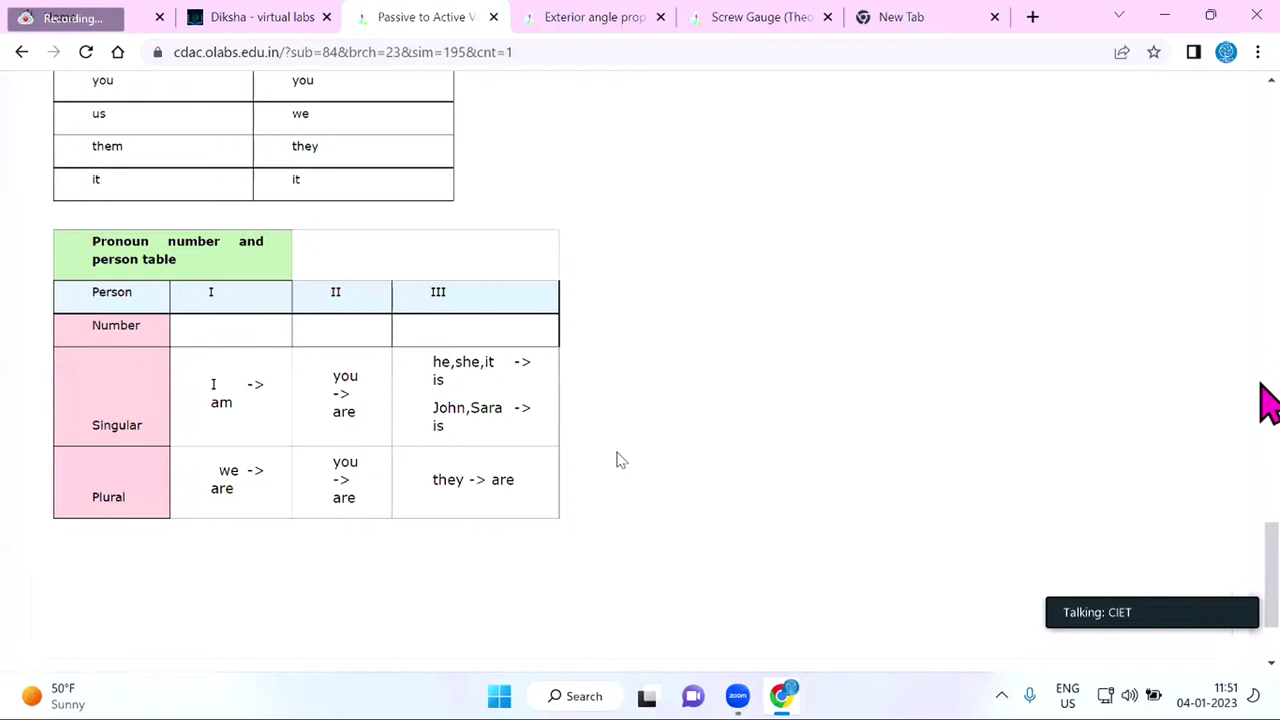 Recording...
Diksha - virtual labs
Passive to Active V
Exterior angle prop
Screw Gauge (Theo
New Tab
cdac.olabs.edu.in/?sub=84&brch=23&sim=195&cnt=1
you you
us we
them they
it it
Pronoun number and
person table
Person I II III
Number
Singular
I ->
am
you
->
are
he,she,it ->
is
John,Sara ->
is
Plural
we ->
are
you
->
are
they -> are
Talking: CIET
50°F
Sunny
Search
zoom
ENG
US
11:51
04-01-2023